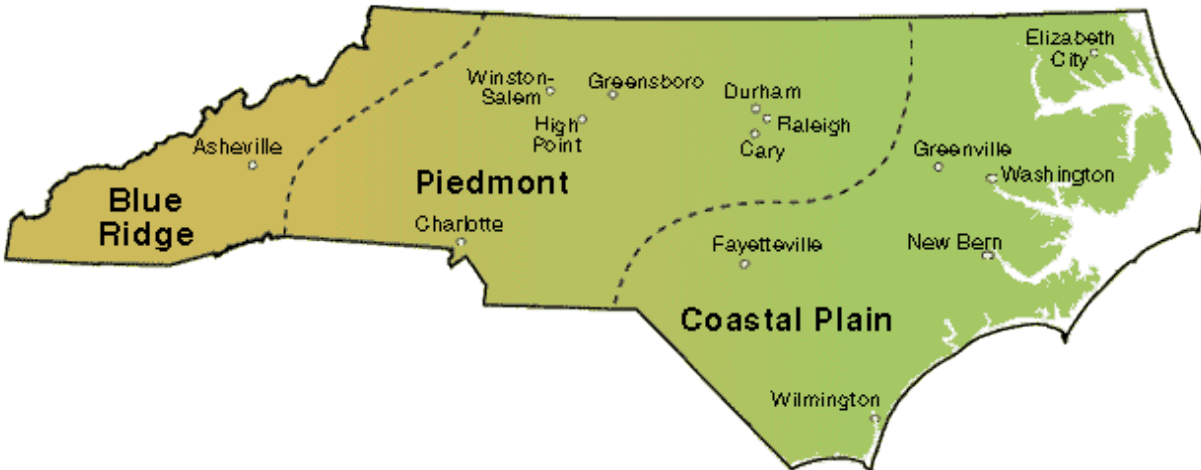 Elizabeth
City
Winston-
Salem
Greensboro
Durham
High
Point
Raleigh
Asheville
Cary
Greenville
Washington
Piedmont
Blue
Ridge
Charlotte
Fayetteville
New Bern
Coastal Plain
Wilmington